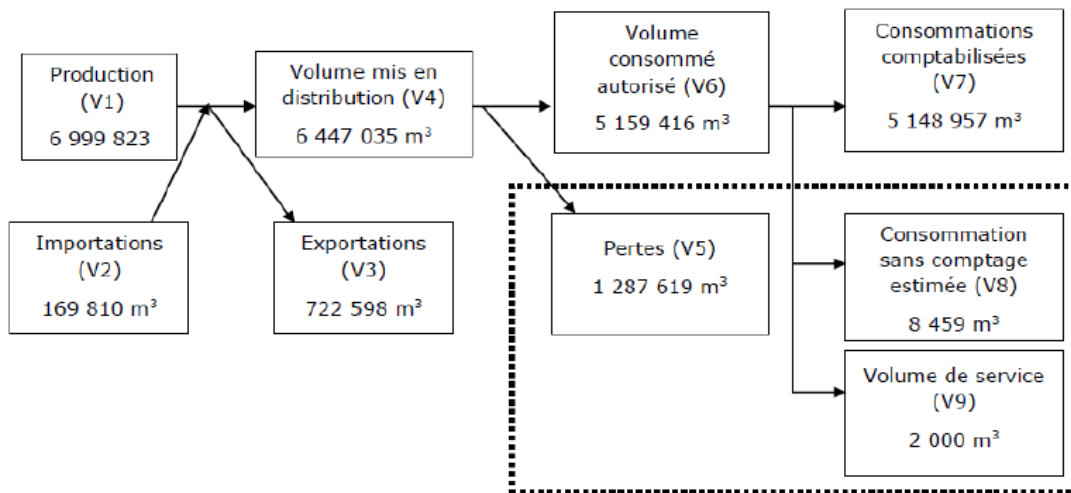 Production
(V1)
6 999 823
Volume mis en
distribution (V4)
6 447 035 m³
Volume
consommé
autorisé (V6)
5 159 416 m³
Consommations
comptabilisées
(V7)
5 148 957 m³
Importations
(V2)
169 810 m³
Exportations
(V3)
722 598 m³
Pertes (V5)
1 287 619 m³
Consommation
sans comptage
estimée (V8)
8 459 m³
Volume de service
(V9)
2 000 m³